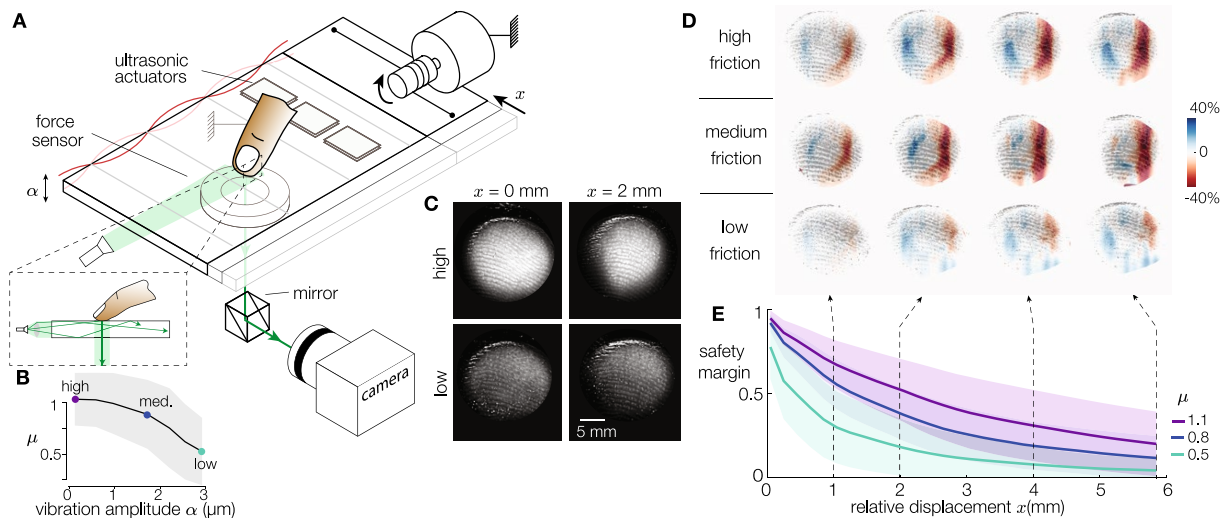 A
ultrasonic
actuators
force
sensor
x
α
mirror
camera
B
high
med.
low
1
0.5
μ
0
1
2
3
vibration amplitude α (μm)
C
x = 0 mm
x = 2 mm
high
low
5 mm
D
high
friction
medium
friction
low
friction
40%
0
-40%
E
safety
margin
1
0.5
0
0
1
2
3
4
5
6
relative displacement x(mm)
μ
1.1
0.8
0.5